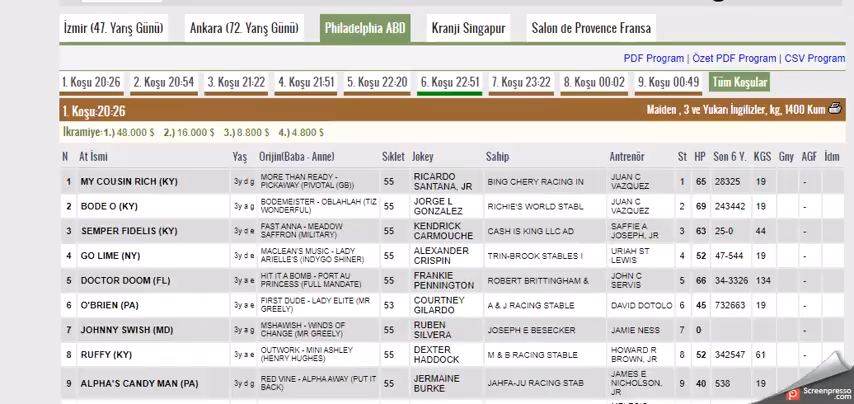 İzmir (47. Yarış Günü) Ankara (72. Yarış Günü) Philadelphia ABD Kranji Singapur Salon de Provence Fransa
PDF Program | Özet PDF Program | CSV Program
1. Koşu 20:26 2. Koşu 20:54 3. Koşu 21:22 4. Koşu 21:51 5. Koşu 22:20 6. Koşu 22:51 7. Koşu 23:22 8. Koşu 00:02 9. Koşu 00:49 Tüm Koşular
1. Koşu:20:26 Maiden , 3 ve Yukarı İngilizler, kg, 1400 Kum
İkramiye: 1.) 48.000 $ 2.) 16.000 $ 3.) 8.800 $ 4.) 4.800 $
N At İsmi Yaş Orijin(Baba - Anne) Sıklet Jokey Sahip Antrenör St HP Son 6 Y. KGS Gny AGF İdm
1 MY COUSIN RICH (KY) 3y d g MORE THAN READY - PICKAWAY (PIVOTAL (GB)) 55 RICARDO SANTANA, JR BING CHERY RACING IN JUAN C VAZQUEZ 1 65 28325 19 -
2 BODE O (KY) 3y a g BODEMEISTER - OBLAHLAH (TIZ WONDERFUL) 55 JORGE L GONZALEZ RICHIE'S WORLD STABL JUAN C VAZQUEZ 2 69 243442 19 -
3 SEMPER FIDELIS (KY) 3y d e FAST ANNA - MEADOW SAFFRON (MILITARY) 55 KENDRICK CARMOUCHE CASH IS KING LLC AD SAFFIE A JOSEPH, JR 3 63 25-0 44 -
4 GO LIME (NY) 3y d e MACLEAN'S MUSIC - LADY ARIELLE'S (INDYGO SHINER) 55 ALEXANDER CRISPIN TRIN-BROOK STABLES I URIAH ST LEWIS 4 52 47-544 19 -
5 DOCTOR DOOM (FL) 3y a e HIT IT A BOMB - PORT AU PRINCESS (FULL MANDATE) 55 FRANKIE PENNINGTON ROBERT BRITTINGHAM & JOHN C SERVIS 5 66 34-3326 134 -
6 O'BRIEN (PA) 3y a e FIRST DUDE - LADY ELITE (MR GREELY) 53 COURTNEY GILARDO A & J RACING STABLE DAVID DOTOLO 6 45 732663 19 -
7 JOHNNY SWISH (MD) 3y a g MSHAWISH - WINDS OF CHANGE (MR GREELY) 55 RUBEN SILVERA JOSEPH E BESECKER JAMIE NESS 7 0 -
8 RUFFY (KY) 3y a e OUTWORK - MINI ASHLEY (HENRY HUGHES) 55 DEXTER HADDOCK M & B RACING STABLE HOWARD R BROWN, JR 8 52 342547 61 -
9 ALPHA'S CANDY MAN (PA) 3y d g RED VINE - ALPHA AWAY (PUT IT BACK) 55 JERMAINE BURKE JAHFA-JU RACING STAB JAMES E NICHOLSON, JR 9 40 538 19 -
Screenpresso.com